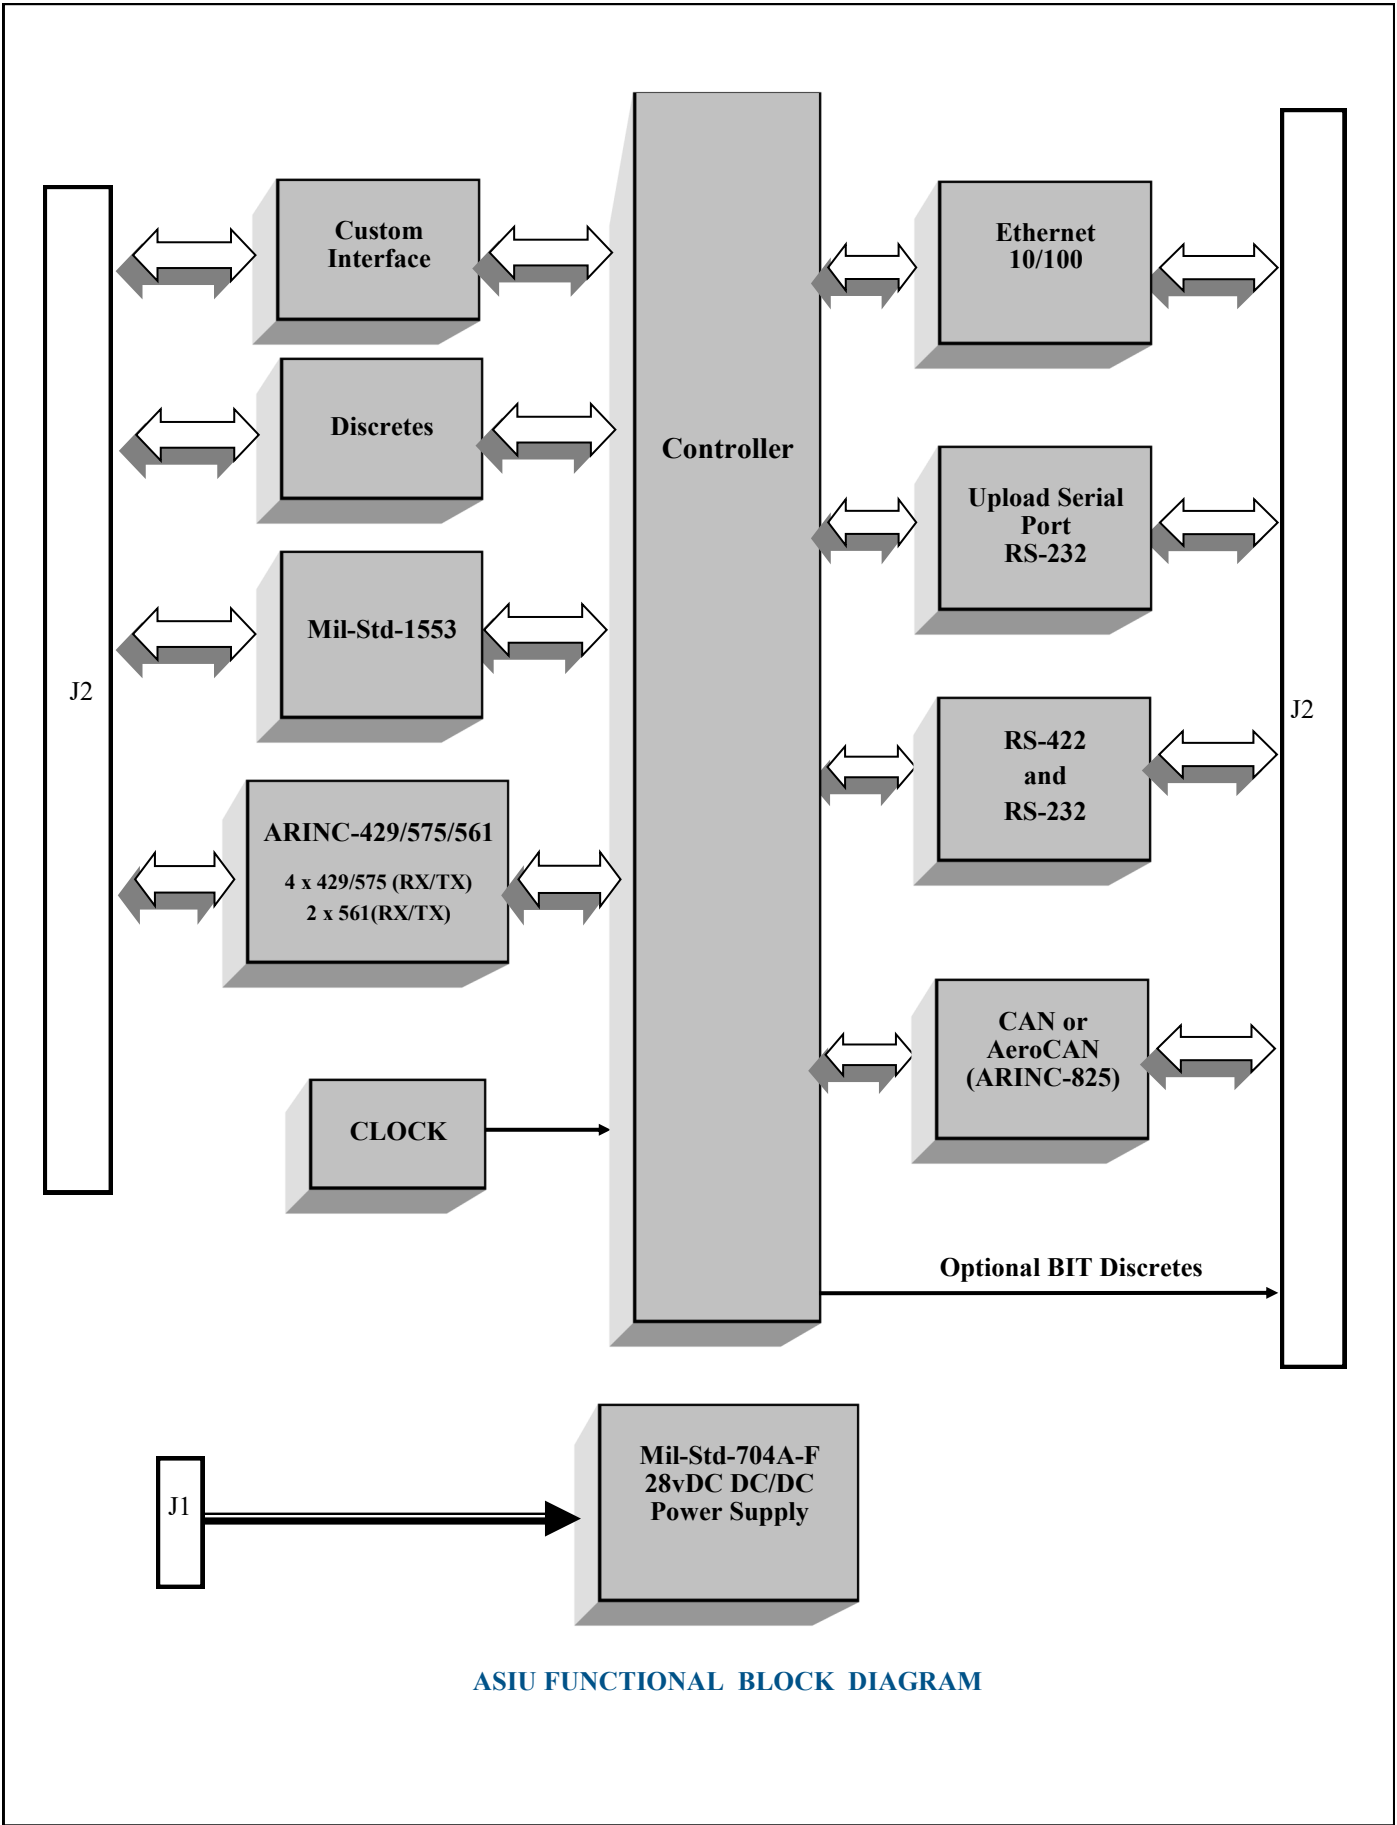 Custom
Interface
Ethernet
10/100
Discretes
Controller
Upload Serial
Port
RS-232
Mil-Std-1553
J2
J2
RS-422
and
RS-232
ARINC-429/575/561
4 x 429/575 (RX/TX)
2 x 561(RX/TX)
CAN or
AeroCAN
(ARINC-825)
CLOCK
Optional BIT Discretes
Mil-Std-704A-F
28vDC DC/DC
Power Supply
J1
ASIU FUNCTIONAL BLOCK DIAGRAM